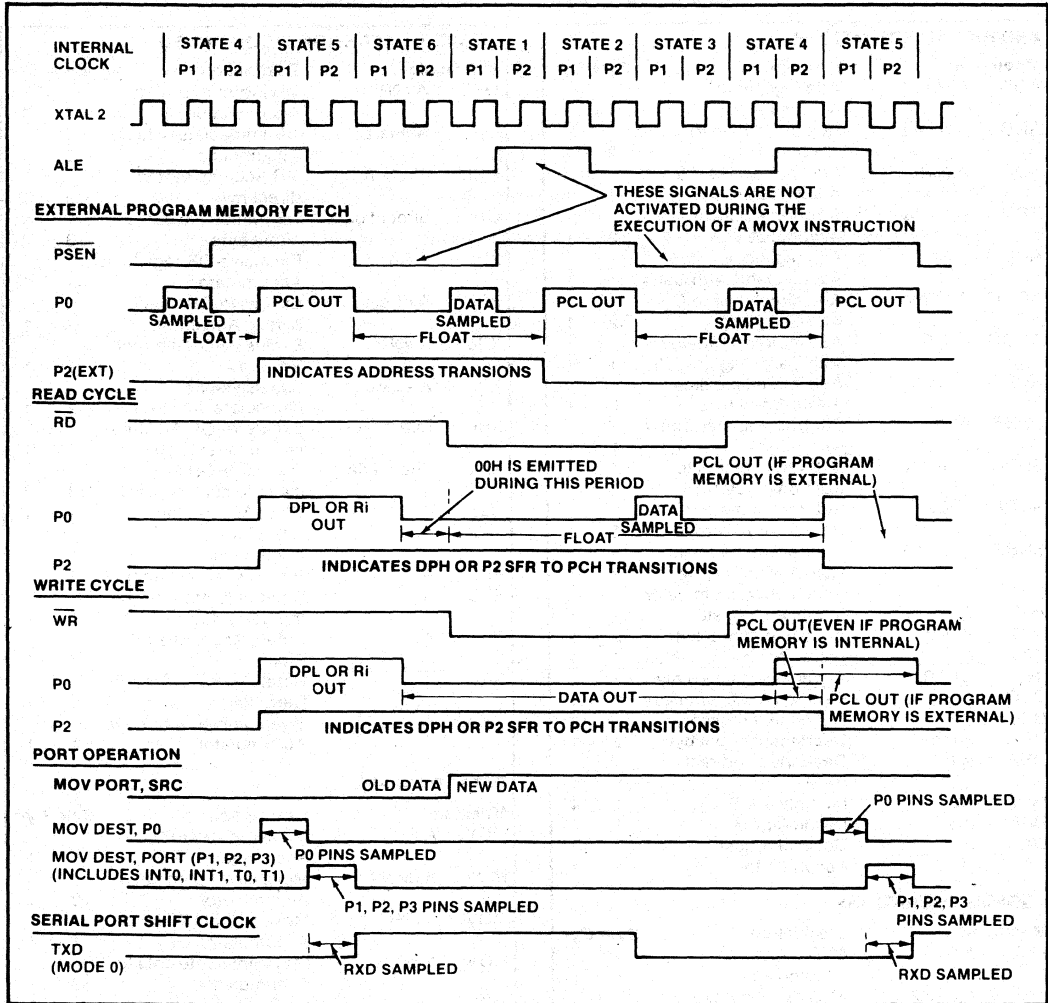 INTERNAL CLOCK
STATE 4 STATE 5 STATE 6 STATE 1 STATE 2 STATE 3 STATE 4 STATE 5
P1 P2 P1 P2 P1 P2 P1 P2 P1 P2 P1 P2 P1 P2 P1 P2
XTAL 2
ALE
THESE SIGNALS ARE NOT
ACTIVATED DURING THE
EXECUTION OF A MOVX INSTRUCTION
EXTERNAL PROGRAM MEMORY FETCH
PSEN
P0
DATA PCL OUT DATA PCL OUT DATA PCL OUT
SAMPLED SAMPLED SAMPLED
FLOAT FLOAT FLOAT
P2(EXT)
INDICATES ADDRESS TRANSIONS
READ CYCLE
RD
00H IS EMITTED
DURING THIS PERIOD
PCL OUT (IF PROGRAM
MEMORY IS EXTERNAL)
P0
DPL OR Ri
OUT
DATA
SAMPLED
FLOAT
P2
INDICATES DPH OR P2 SFR TO PCH TRANSITIONS
WRITE CYCLE
WR
PCL OUT(EVEN IF PROGRAM
MEMORY IS INTERNAL)
P0
DPL OR Ri
OUT
DATA OUT
PCL OUT (IF PROGRAM
MEMORY IS EXTERNAL)
P2
INDICATES DPH OR P2 SFR TO PCH TRANSITIONS
PORT OPERATION
MOV PORT, SRC
OLD DATA NEW DATA
P0 PINS SAMPLED
MOV DEST, P0
P0 PINS SAMPLED
MOV DEST, PORT (P1, P2, P3)
(INCLUDES INT0, INT1, T0, T1)
P1, P2, P3 PINS SAMPLED
P1, P2, P3
PINS SAMPLED
SERIAL PORT SHIFT CLOCK
TXD
(MODE 0)
RXD SAMPLED
RXD SAMPLED